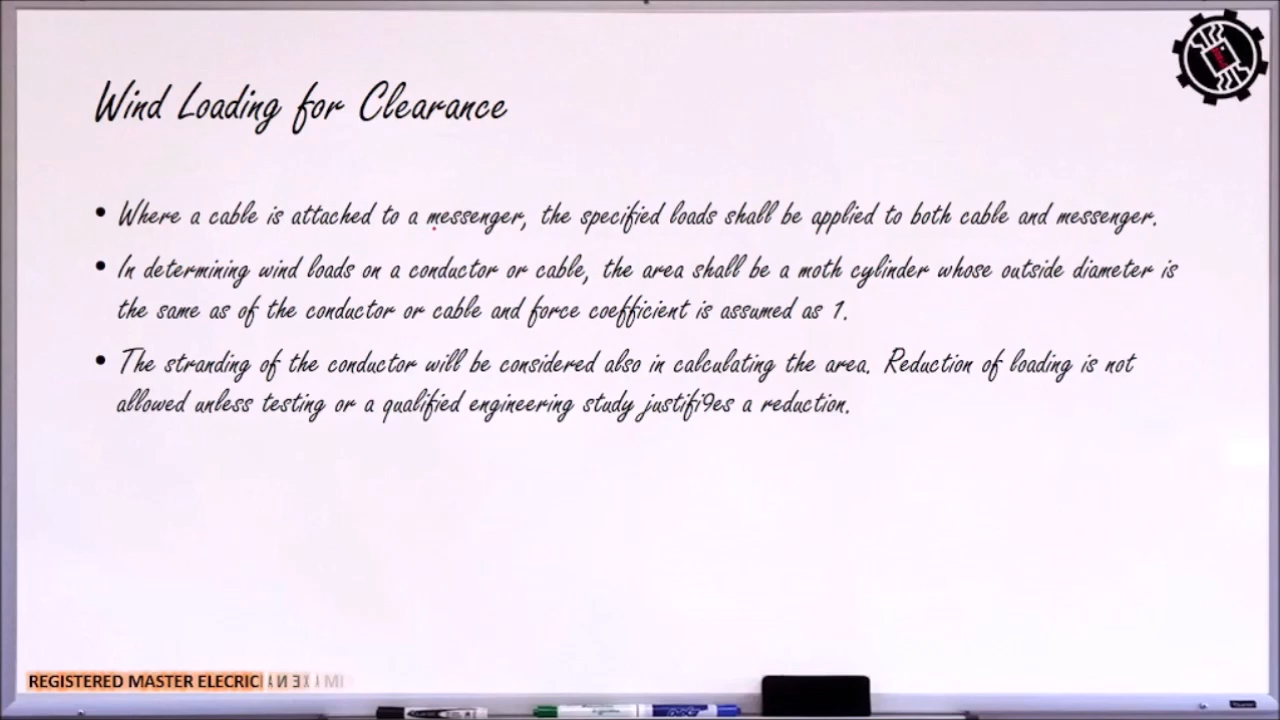 Wind Loading for Clearance
• Where a cable is attached to a messenger, the specified loads shall be applied to both cable and messenger.
• In determining wind loads on a conductor or cable, the area shall be a moth cylinder whose outside diameter is
the same as of the conductor or cable and force coefficient is assumed as 1.
• The stranding of the conductor will be considered also in calculating the area. Reduction of loading is not
allowed unless testing or a qualified engineering study justifi9es a reduction.
REGISTERED MASTER ELECRIC